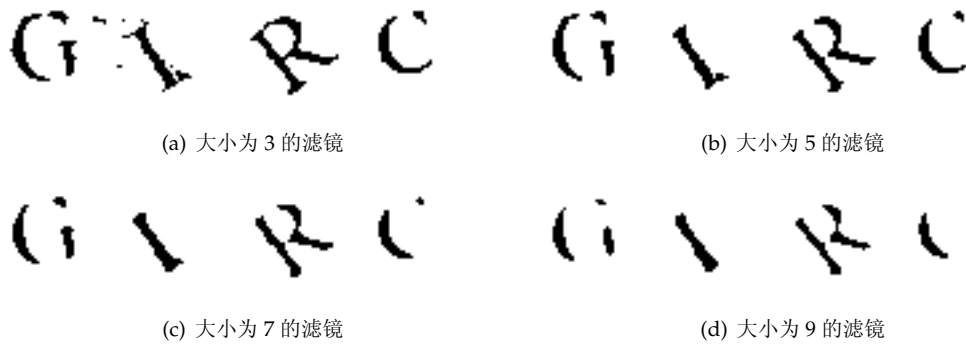 G I R C G I R C
(a) 大小为 3 的滤镜 (b) 大小为 5 的滤镜
G I R C G I R C
(c) 大小为 7 的滤镜 (d) 大小为 9 的滤镜